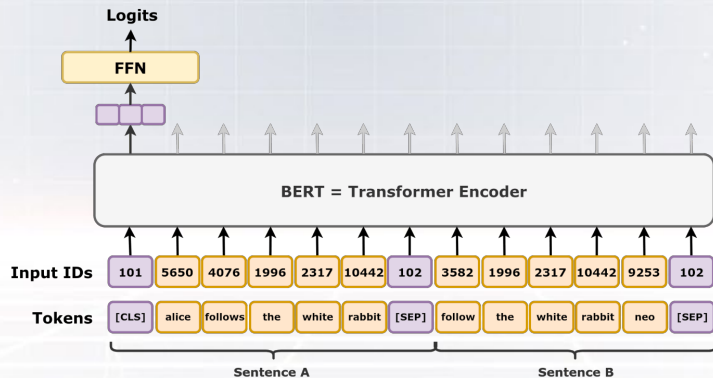 Logits
FFN
BERT = Transformer Encoder
Input IDs 101 5650 4076 1996 2317 10442 102 3582 1996 2317 10442 9253 102
Tokens [CLS] alice follows the white rabbit [SEP] follow the white rabbit neo [SEP]
Sentence A Sentence B